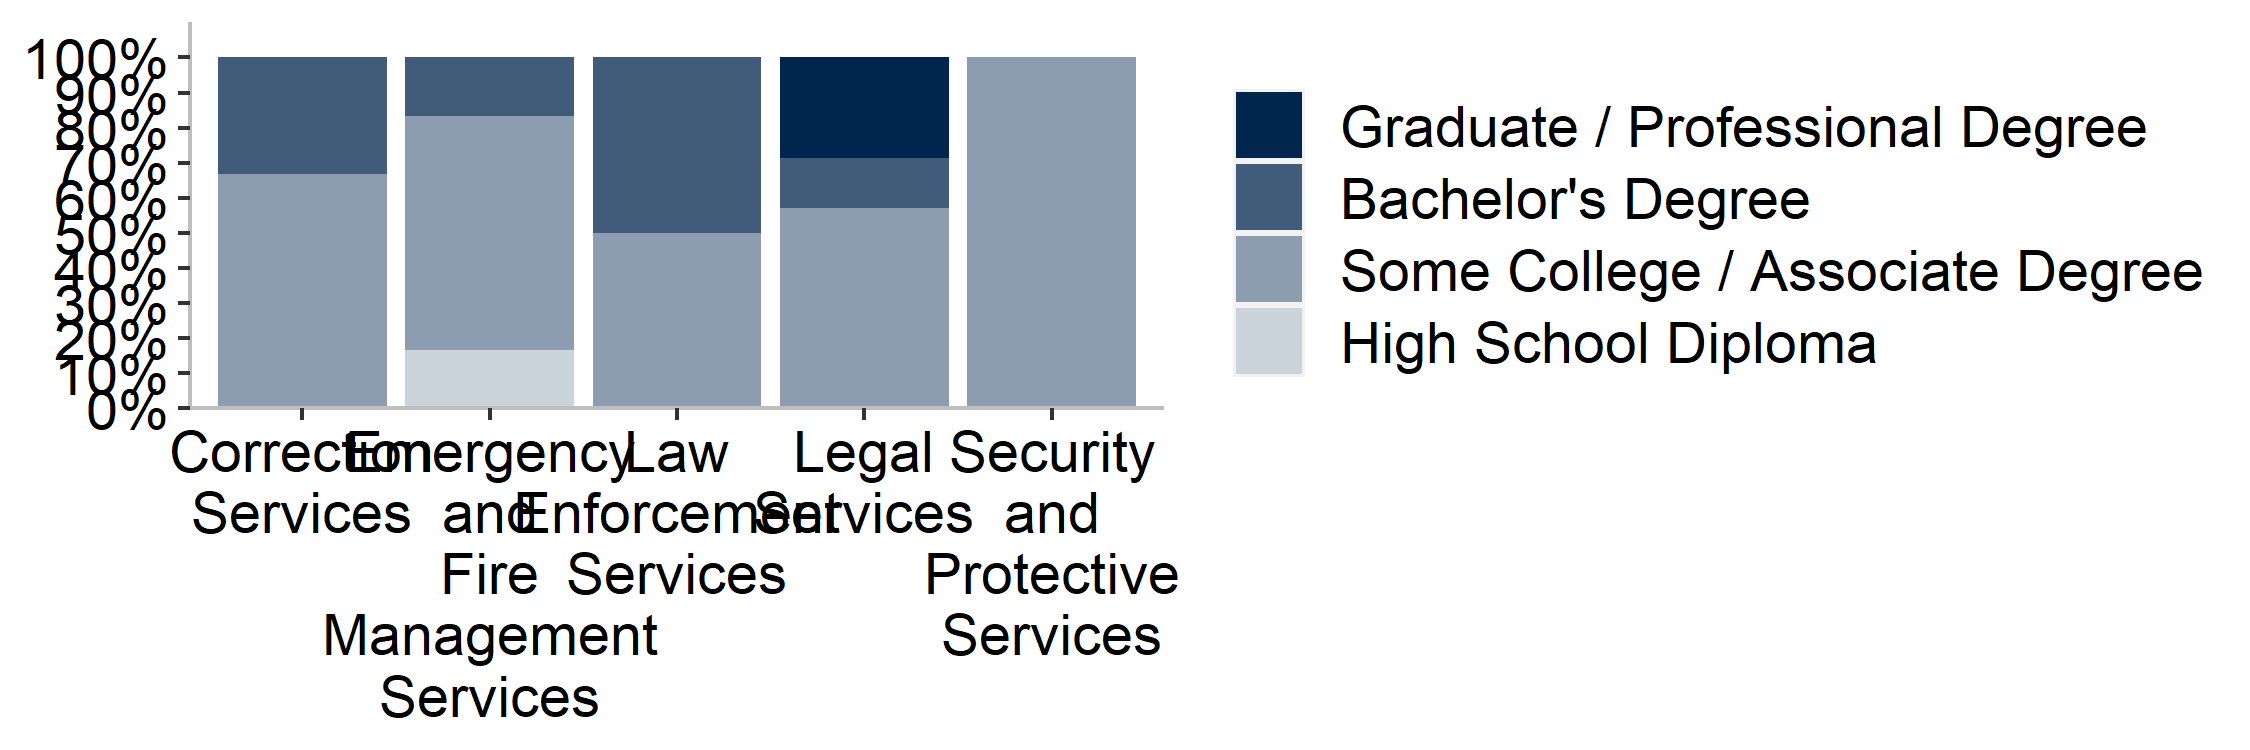 100%
90%
80%
70%
60%
50%
40%
30%
20%
10%
0%
Correction
Services
Emergency
and
Fire
Management
Services
Law
Enforcement
Services
Legal
Services
Security
and
Protective
Services
Graduate / Professional Degree
Bachelor's Degree
Some College / Associate Degree
High School Diploma